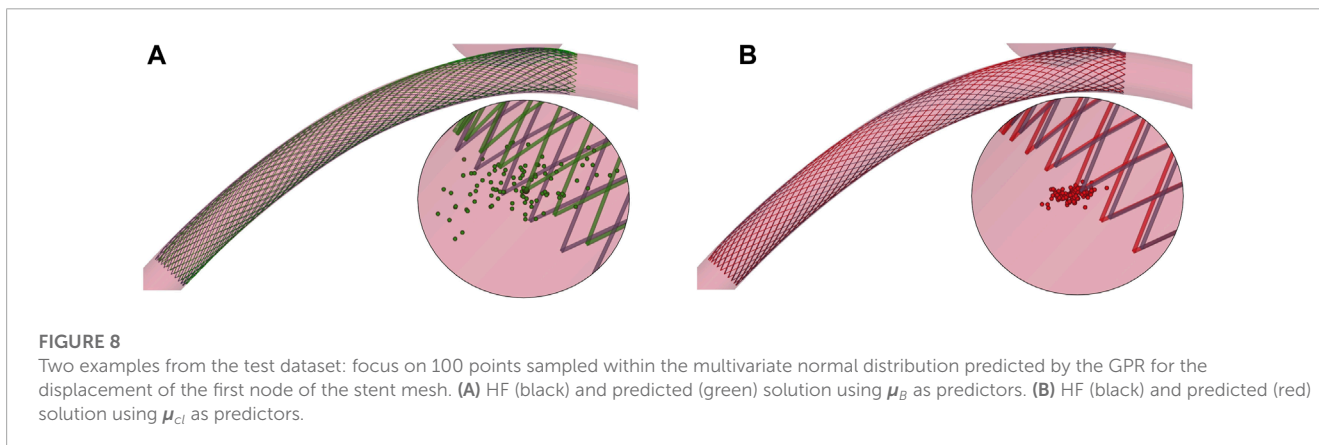 A
B
FIGURE 8
Two examples from the test dataset: focus on 100 points sampled within the multivariate normal distribution predicted by the GPR for the
displacement of the first node of the stent mesh. (A) HF (black) and predicted (green) solution using μB as predictors. (B) HF (black) and predicted (red)
solution using μcl as predictors.